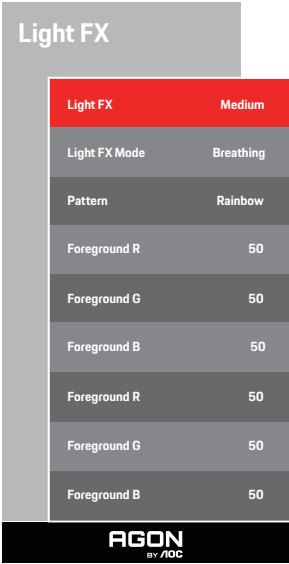 Light FX
Light FX Medium
Light FX Mode Breathing
Pattern Rainbow
Foreground R 50
Foreground G 50
Foreground B 50
Foreground R 50
Foreground G 50
Foreground B 50
AGON
BY AOC